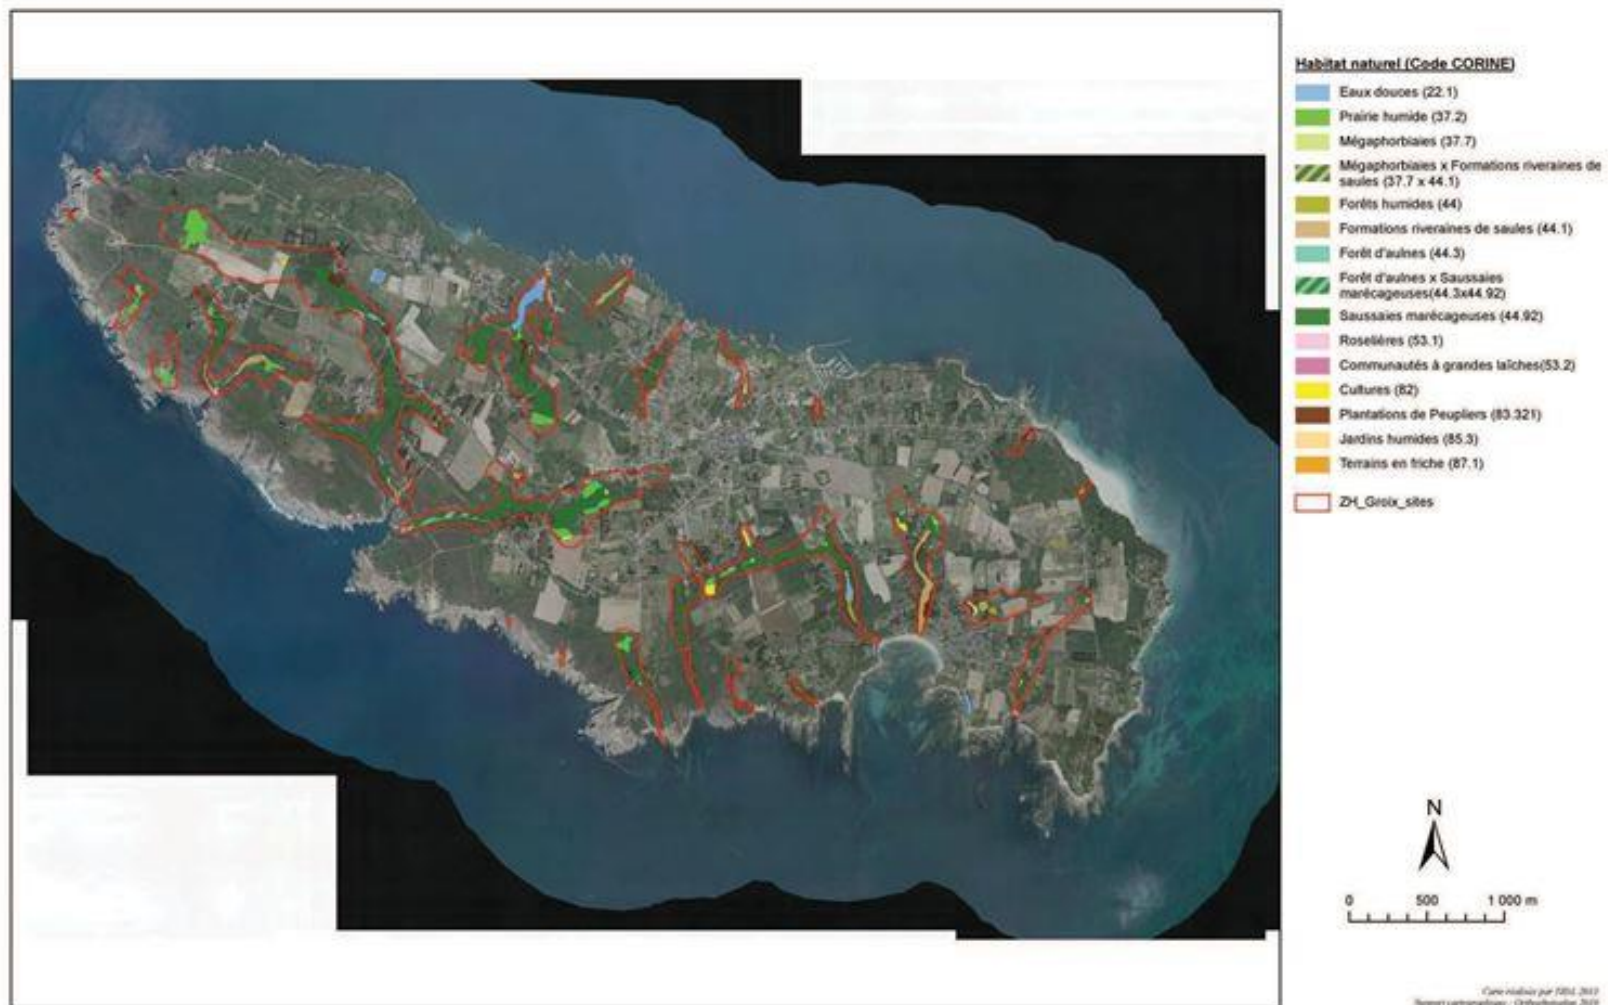 Habitat naturel (Code CORINE)
Eaux douces (22.1)
Prairie humide (37.2)
Mégaphorbiaies (37.7)
Mégaphorbiaies x Formations riveraines de
saules (37.7 x 44.1)
Forêts humides (44)
Formations riveraines de saules (44.1)
Forêt d'aulnes (44.3)
Forêt d'aulnes x Saussaies
marécageuses(44.3x44.92)
Saussaies marécageuses (44.92)
Roselières (53.1)
Communautés à grandes laîches(53.2)
Cultures (82)
Plantations de Peupliers (83.321)
Jardins humides (85.3)
Terrains en friche (87.1)
ZH_Groix_sites
N
0 500 1 000 m
Carte réalisée par